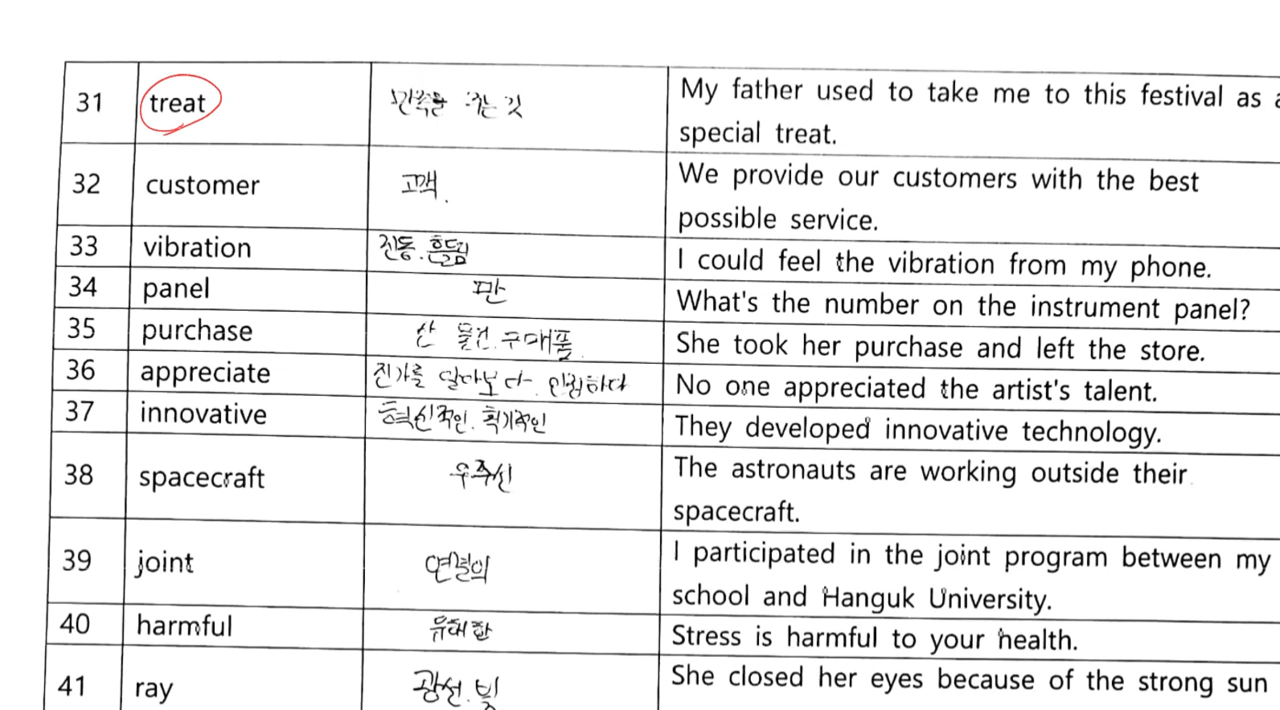 31 treat 만족을 주는 것 My father used to take me to this festival as a
special treat.
32 customer 고객. We provide our customers with the best
possible service.
33 vibration 진동. 흔들림 I could feel the vibration from my phone.
34 panel 판 What's the number on the instrument panel?
35 purchase 산 물건. 구매품 She took her purchase and left the store.
36 appreciate 진가를 알아보다. 인정하다 No one appreciated the artist's talent.
37 innovative 혁신적인. 획기적인 They developed innovative technology.
38 spacecraft 우주선 The astronauts are working outside their
spacecraft.
39 joint I participated in the joint program between my
school and Hanguk University.
40 harmful 유해한 Stress is harmful to your health.
41 ray 광선. 빛 She closed her eyes because of the strong sun